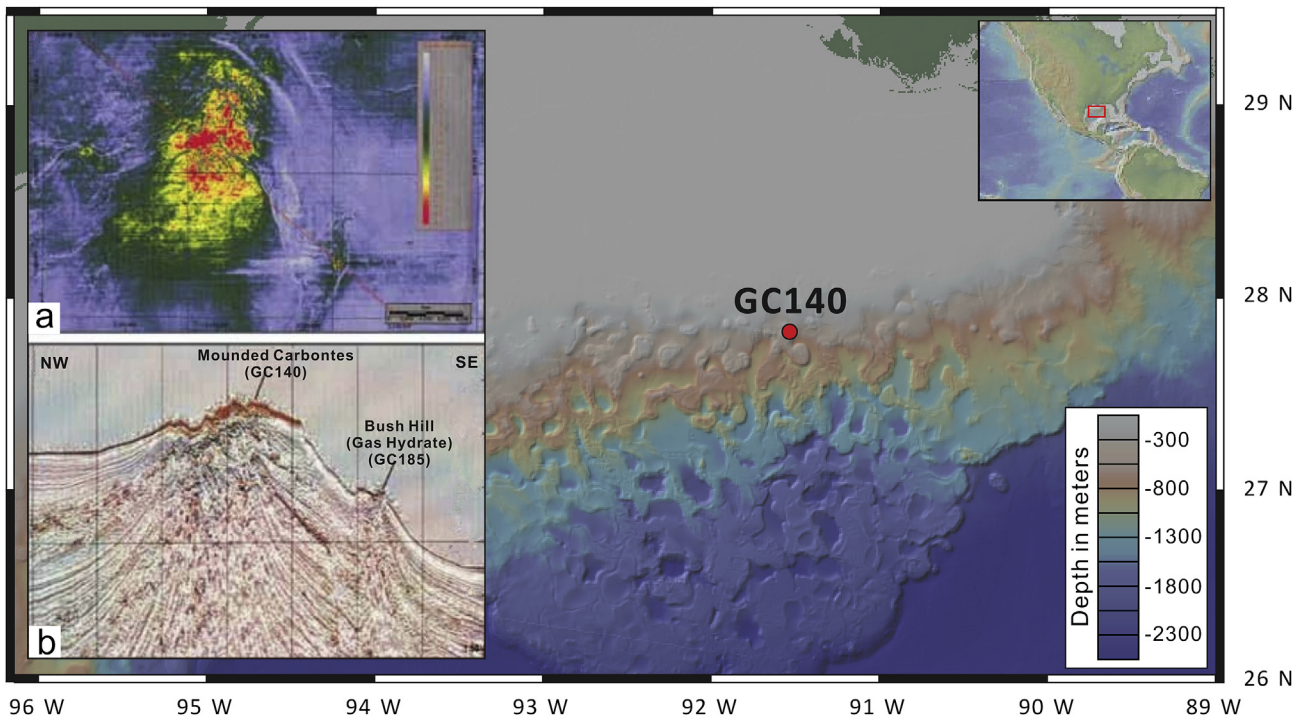 a
NW
Mounded Carbontes
(GC140)
SE
Bush Hill
(Gas Hydrate)
(GC185)
b
GC140
29 N
28 N
27 N
26 N
Depth in meters
-300
-800
-1300
-1800
-2300
96 W
95 W
94 W
93 W
92 W
91 W
90 W
89 W